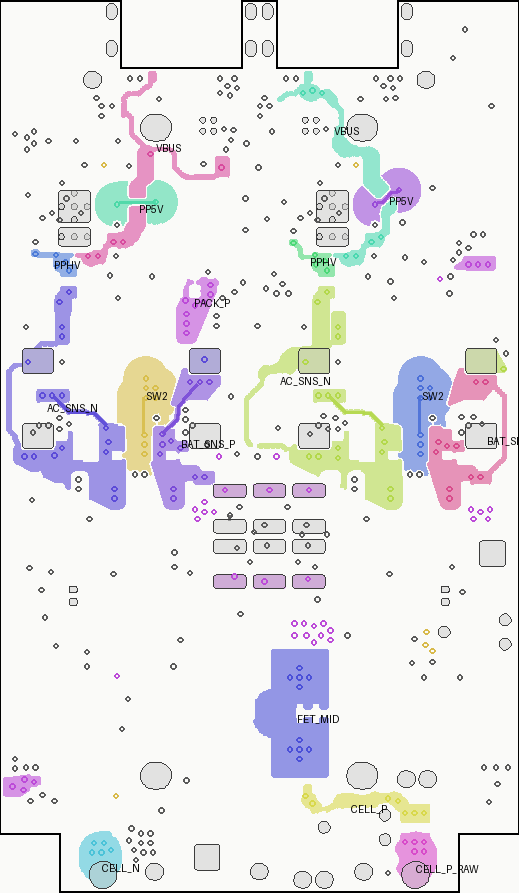 VBUS
VBUS
PP5V
PP5V
PPHV
PPHV
PACK_P
AC_SNS_N
SW2
SW2
AC_SNS_N
BAT_SNS_P
FET_MID
CELL_P
CELL_N
CELL_P_RAW